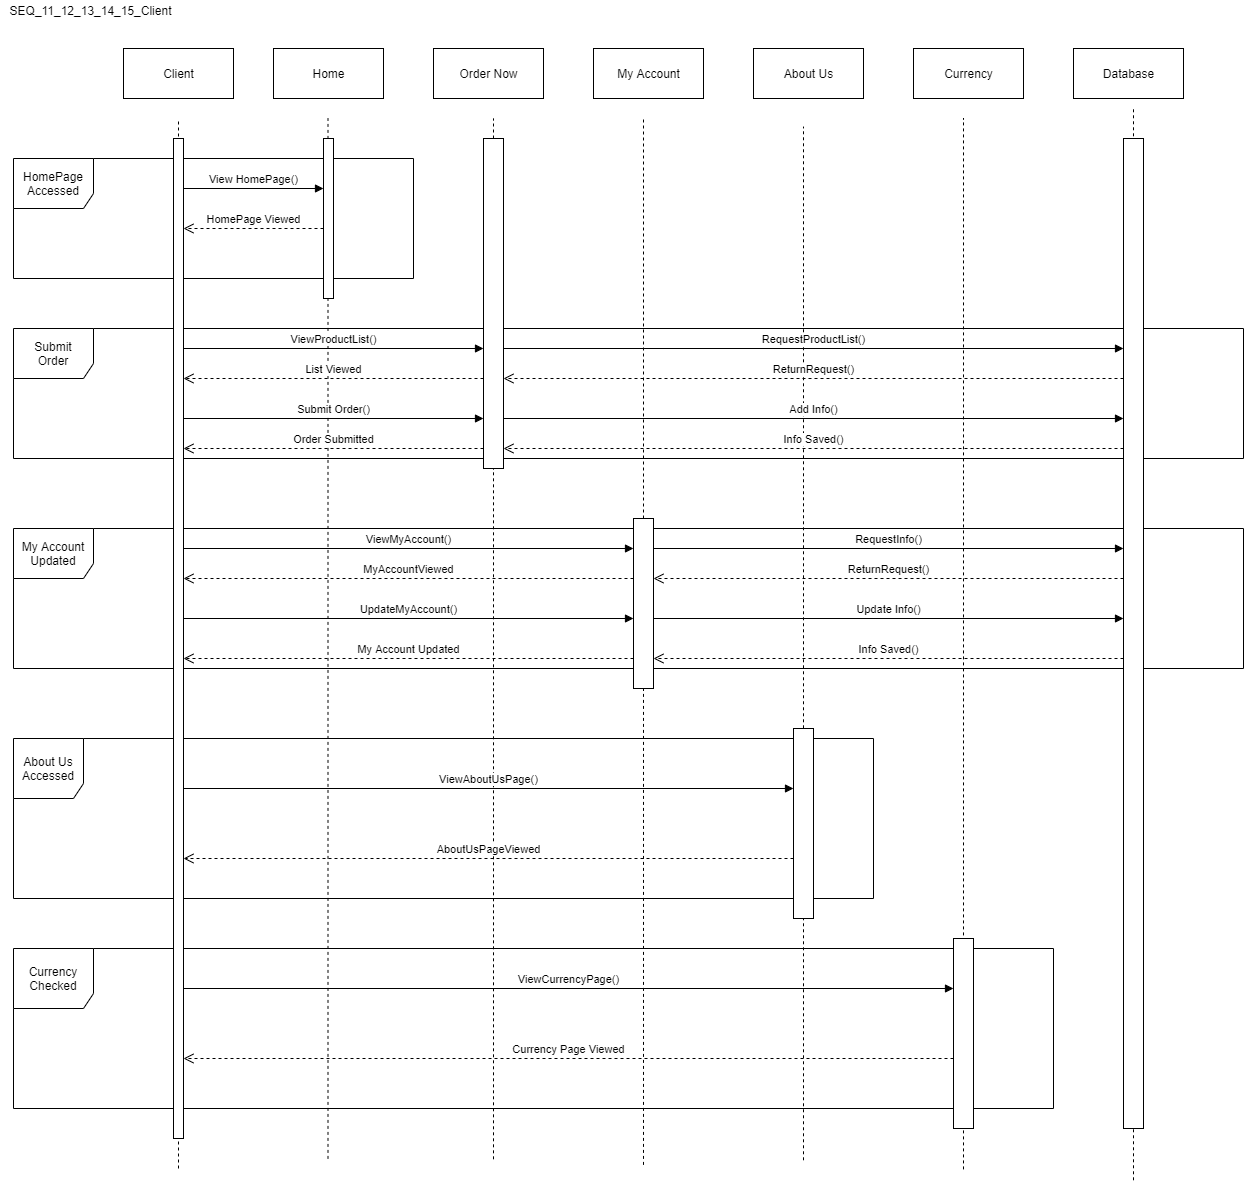 SEQ_11_12_13_14_15_Client
Client
Home
Order Now
My Account
About Us
Currency
Database
HomePage
Accessed
View HomePage()
HomePage Viewed
Submit
Order
ViewProductList()
RequestProductList()
List Viewed
ReturnRequest()
Submit Order()
Add Info()
Order Submitted
Info Saved()
My Account
Updated
ViewMyAccount()
RequestInfo()
MyAccountViewed
ReturnRequest()
UpdateMyAccount()
Update Info()
My Account Updated
Info Saved()
About Us
Accessed
ViewAboutUsPage()
AboutUsPageViewed
Currency
Checked
ViewCurrencyPage()
Currency Page Viewed